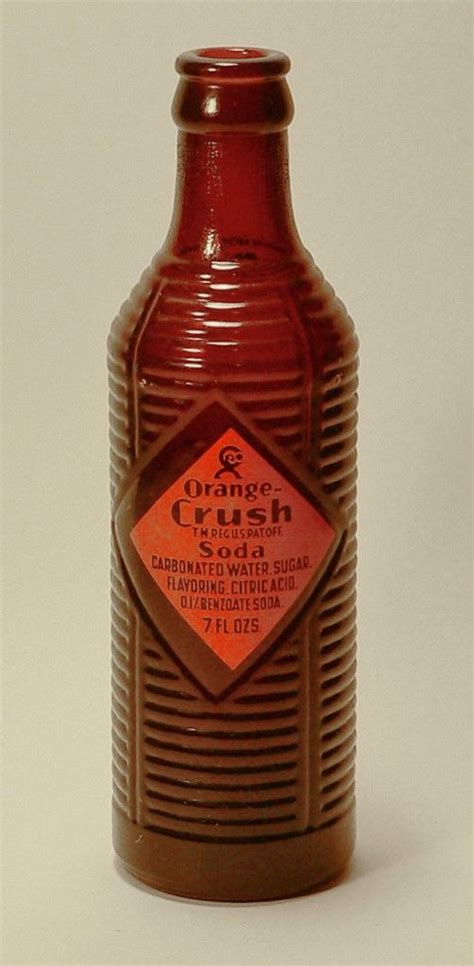 Orange-
Crush
T.M.REG.U.S.PAT.OFF.
Soda
CARBONATED WATER, SUGAR,
FLAVORING, CITRIC ACID,
0.1% BENZOATE SODA.
7. FL. OZS.